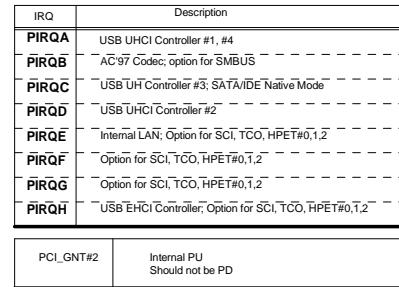 IRQ Description
PIRQA USB UHCI Controller #1, #4
PIRQB AC'97 Codec; option for SMBUS
PIRQC USB UH Controller #3; SATA/IDE Native Mode
PIRQD USB UHCI Controller #2
PIRQE Internal LAN; Option for SCI, TCO, HPET#0,1,2
PIRQF Option for SCI, TCO, HPET#0,1,2
PIRQG Option for SCI, TCO, HPET#0,1,2
PIRQH USB EHCI Controller; Option for SCI, TCO, HPET#0,1,2
PCI_GNT#2 Internal PU
Should not be PD